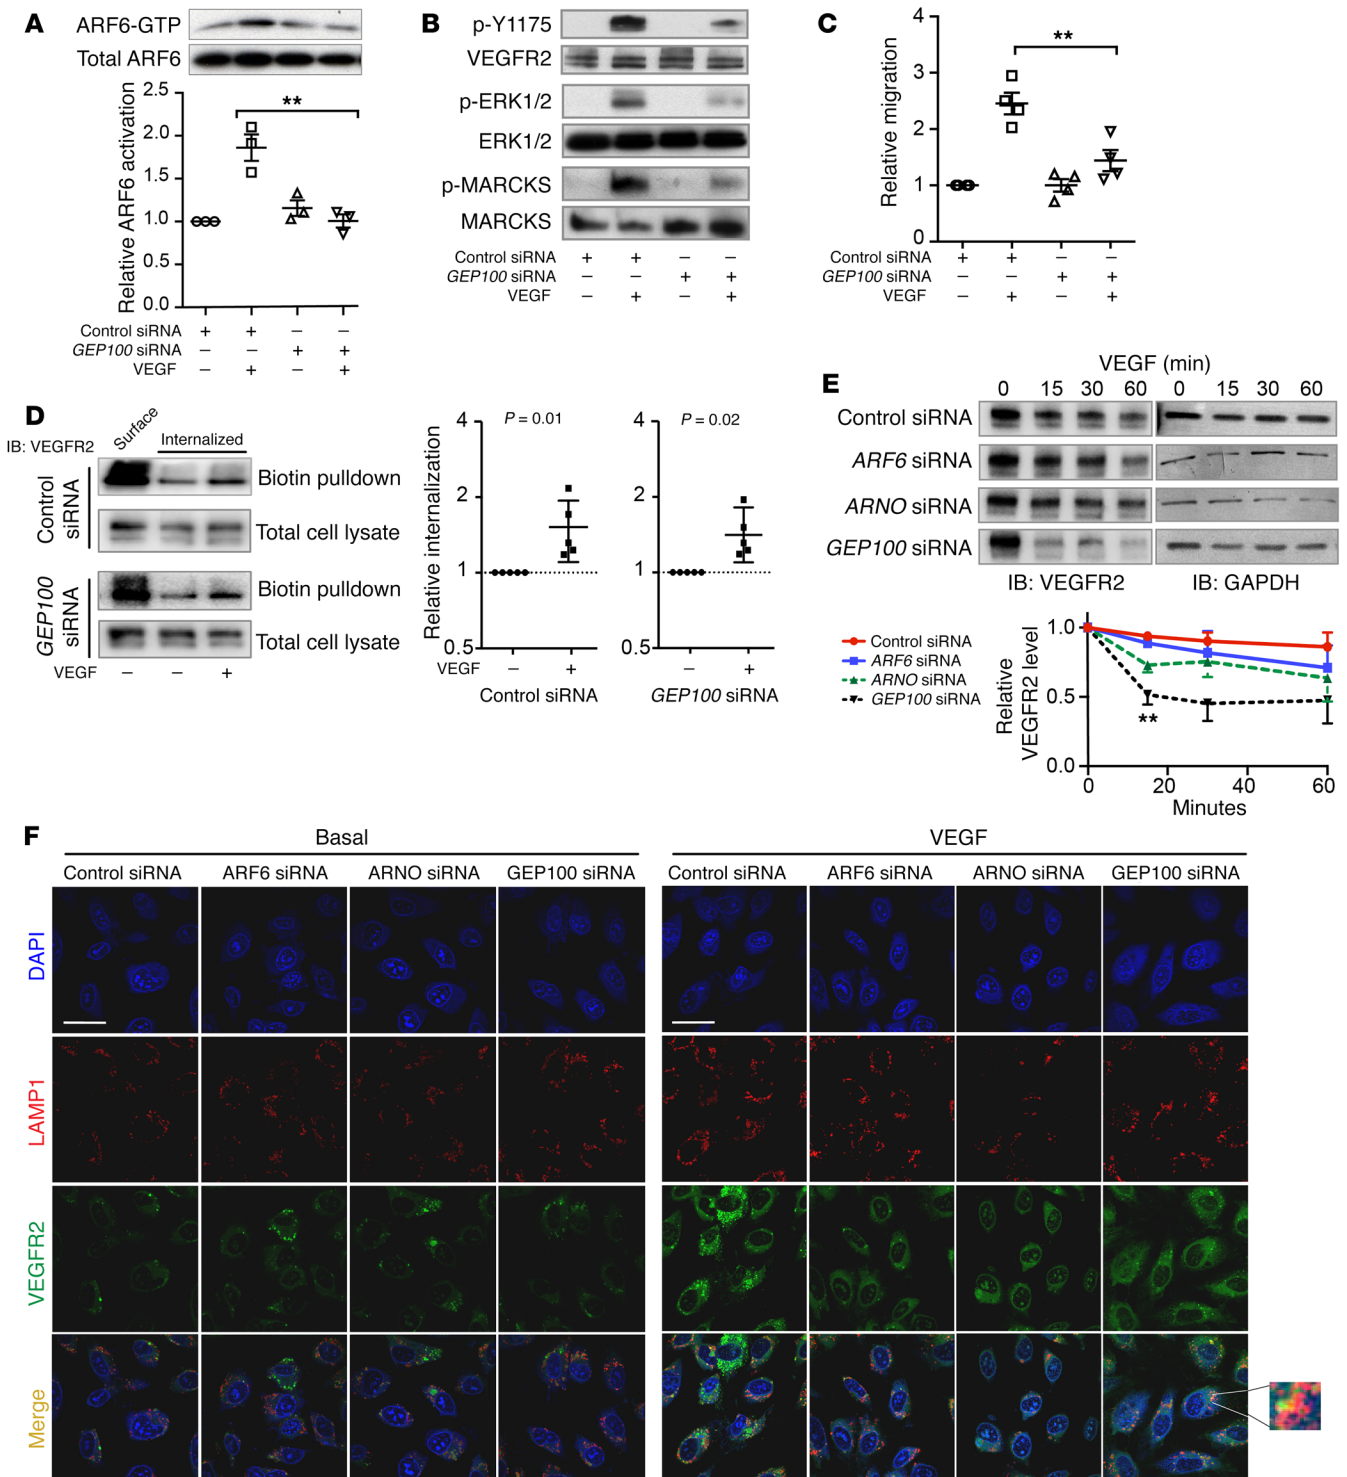 A
ARF6-GTP
Total ARF6
Relative ARF6 activation
2.5
2.0
1.5
1.0
0.5
0.0
**
Control siRNA + + – –
GEP100 siRNA – – + +
VEGF – + – +
B
p-Y1175
VEGFR2
p-ERK1/2
ERK1/2
p-MARCKS
MARCKS
Control siRNA + + – –
GEP100 siRNA – – + +
VEGF – + – +
C
Relative migration
4
3
2
1
0
**
Control siRNA + + – –
GEP100 siRNA – – + +
VEGF – + – +
D
IB: VEGFR2
Surface
Internalized
Control siRNA
Biotin pulldown
Total cell lysate
GEP100 siRNA
Biotin pulldown
Total cell lysate
VEGF – – +
Relative internalization
4
2
1
0.5
P = 0.01
VEGF – +
Control siRNA
4
2
1
0.5
P = 0.02
– +
GEP100 siRNA
E
VEGF (min)
0 15 30 60 0 15 30 60
Control siRNA
ARF6 siRNA
ARNO siRNA
GEP100 siRNA
IB: VEGFR2 IB: GAPDH
Control siRNA
ARF6 siRNA
ARNO siRNA
GEP100 siRNA
Relative
VEGFR2 level
1.0
0.5
0.0
**
0 20 40 60
Minutes
F
Basal VEGF
Control siRNA ARF6 siRNA ARNO siRNA GEP100 siRNA Control siRNA ARF6 siRNA ARNO siRNA GEP100 siRNA
DAPI
LAMP1
VEGFR2
Merge